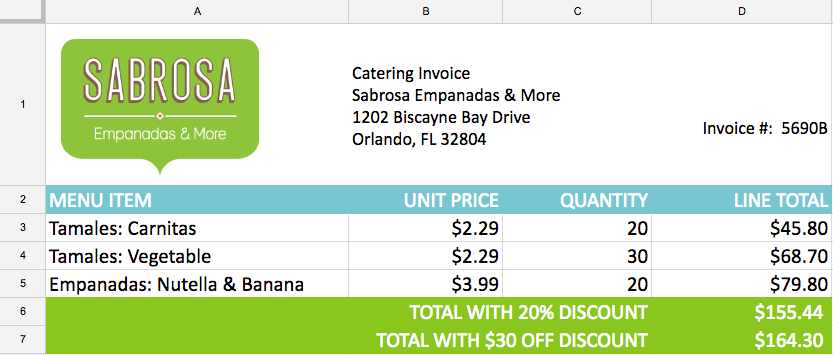 A B C D
1
SABROSA
Empanadas & More
Catering Invoice
Sabrosa Empanadas & More
1202 Biscayne Bay Drive
Orlando, FL 32804
Invoice #: 5690B
2 MENU ITEM UNIT PRICE QUANTITY LINE TOTAL
3 Tamales: Carnitas $2.29 20 $45.80
4 Tamales: Vegetable $2.29 30 $68.70
5 Empanadas: Nutella & Banana $3.99 20 $79.80
6 TOTAL WITH 20% DISCOUNT $155.44
7 TOTAL WITH $30 OFF DISCOUNT $164.30